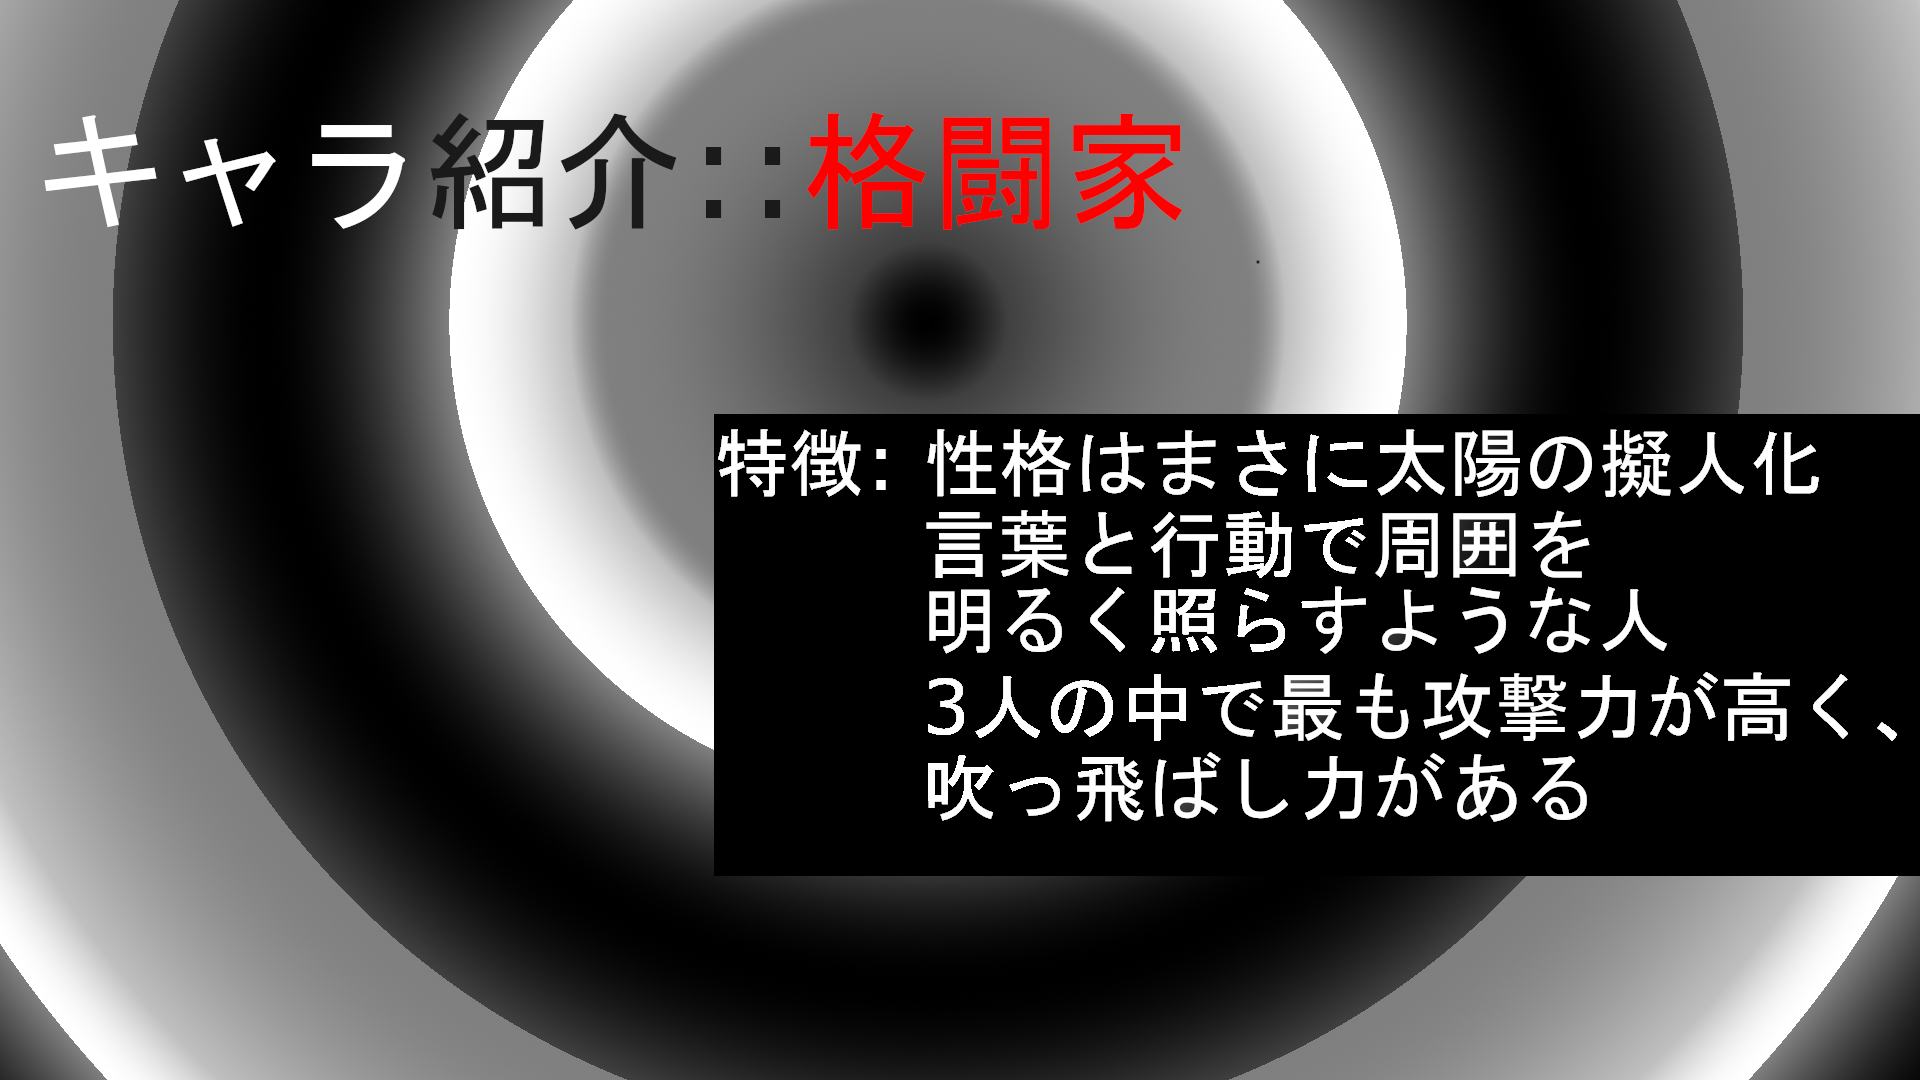 キャラ紹介::格闘家
特徴: 性格はまさに太陽の擬人化
言葉と行動で周囲を
明るく照らすような人
3人の中で最も攻撃力が高く、
吹っ飛ばし力がある